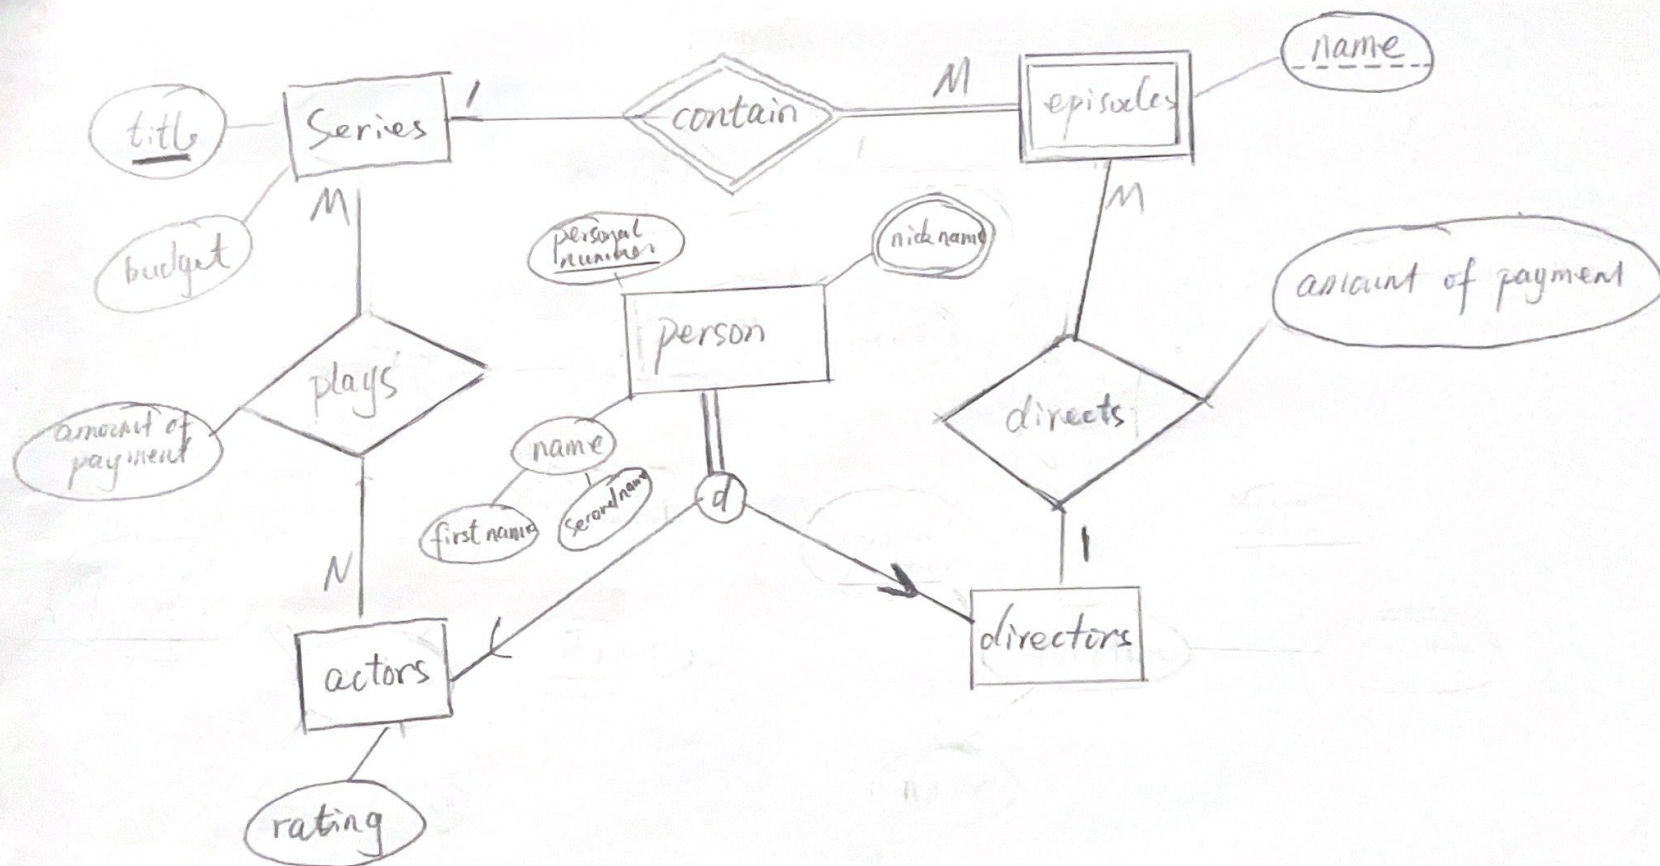 name
1
M
contain
episodes
Series
title
M
M
budget
personal
number
nickname
amount of payment
person
plays
directs
amount of
payment
name
second name
first name
d
1
N
directors
actors
rating